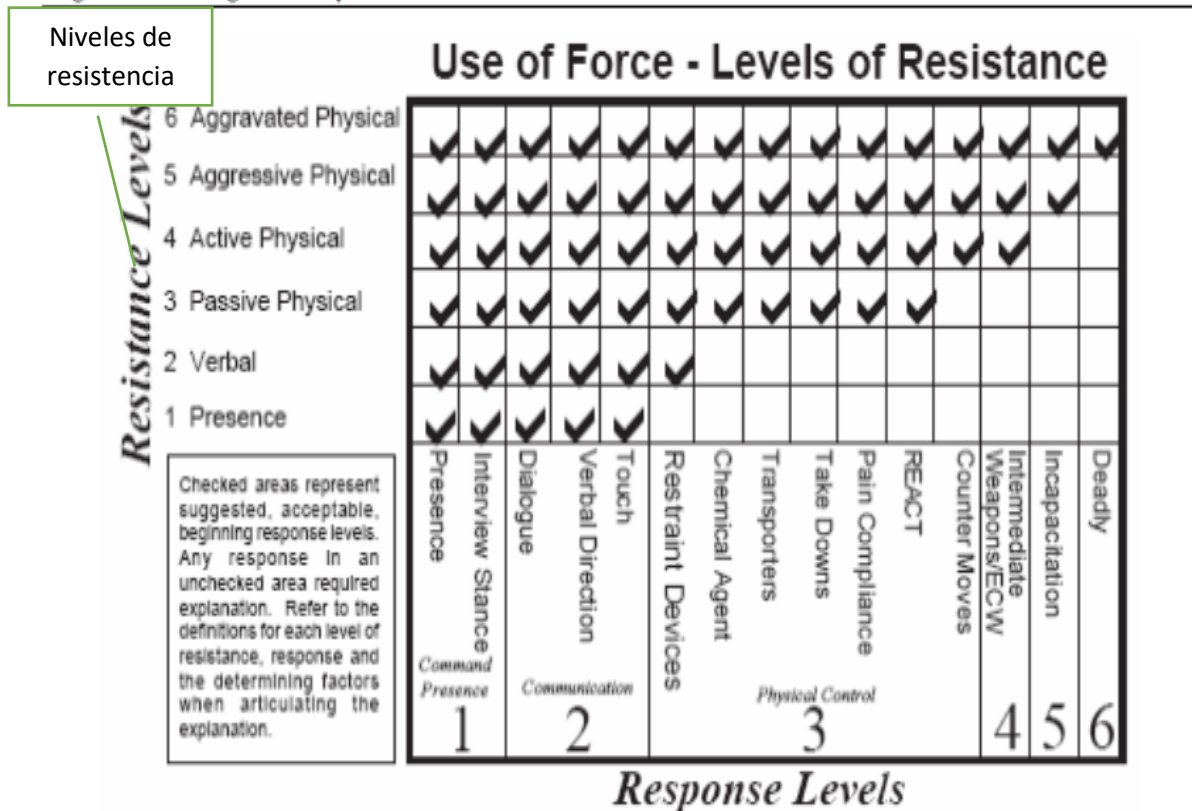 Niveles de
resistencia
Use of Force - Levels of Resistance
Resistance Levels
6 Aggravated Physical
5 Aggressive Physical
4 Active Physical
3 Passive Physical
2 Verbal
1 Presence
Checked areas represent
suggested, acceptable,
beginning response levels.
Any response in an
unchecked area required
explanation. Refer to the
definitions for each level of
resistance, response and
the determining factors
when articulating the
explanation.
Presence
Interview Stance
Dialogue
Verbal Direction
Touch
Restraint Devices
Chemical Agent
Transporters
Take Downs
Pain Compliance
REACT
Counter Moves
Intermediate
Weapons/ECW
Incapacitation
Deadly
Command
Presence
1
Communication
2
Physical Control
3
4
5
6
Response Levels